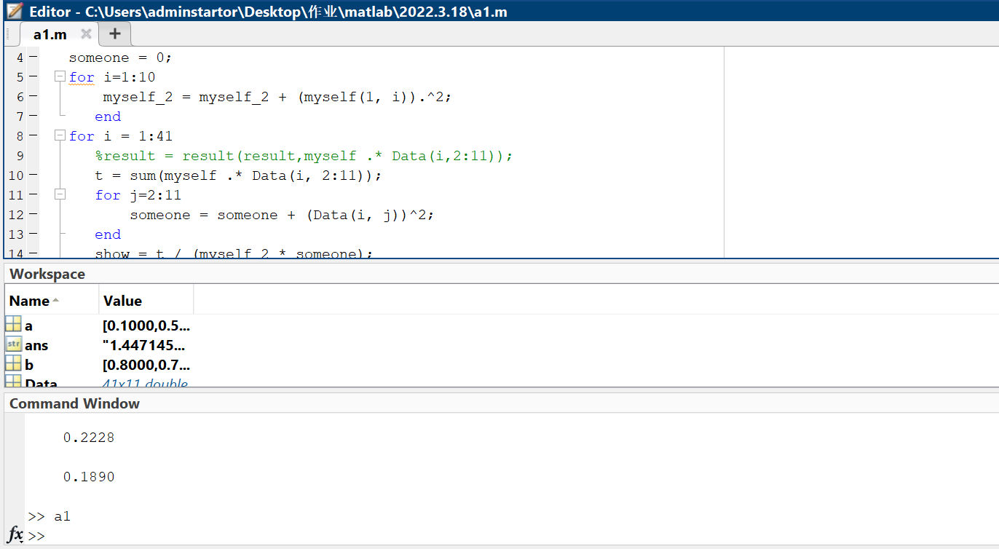 Editor - C:\Users\adminstartor\Desktop\作业\matlab\2022.3.18\a1.m
a1.m × +
4 - someone = 0;
5 - for i=1:10
6 - myself_2 = myself_2 + (myself(1, i)).^2;
7 - end
8 - for i = 1:41
9 %result = result(result,myself .* Data(i,2:11));
10 - t = sum(myself .* Data(i, 2:11));
11 - for j=2:11
12 - someone = someone + (Data(i, j))^2;
13 - end
14 - show = t / (myself_2 * someone);
Workspace
Name Value
a [0.1000,0.5...
str ans "1.447145...
b [0.8000,0.7...
Data 41x11 double
Command Window
0.2228
0.1890
>> a1
fx >>